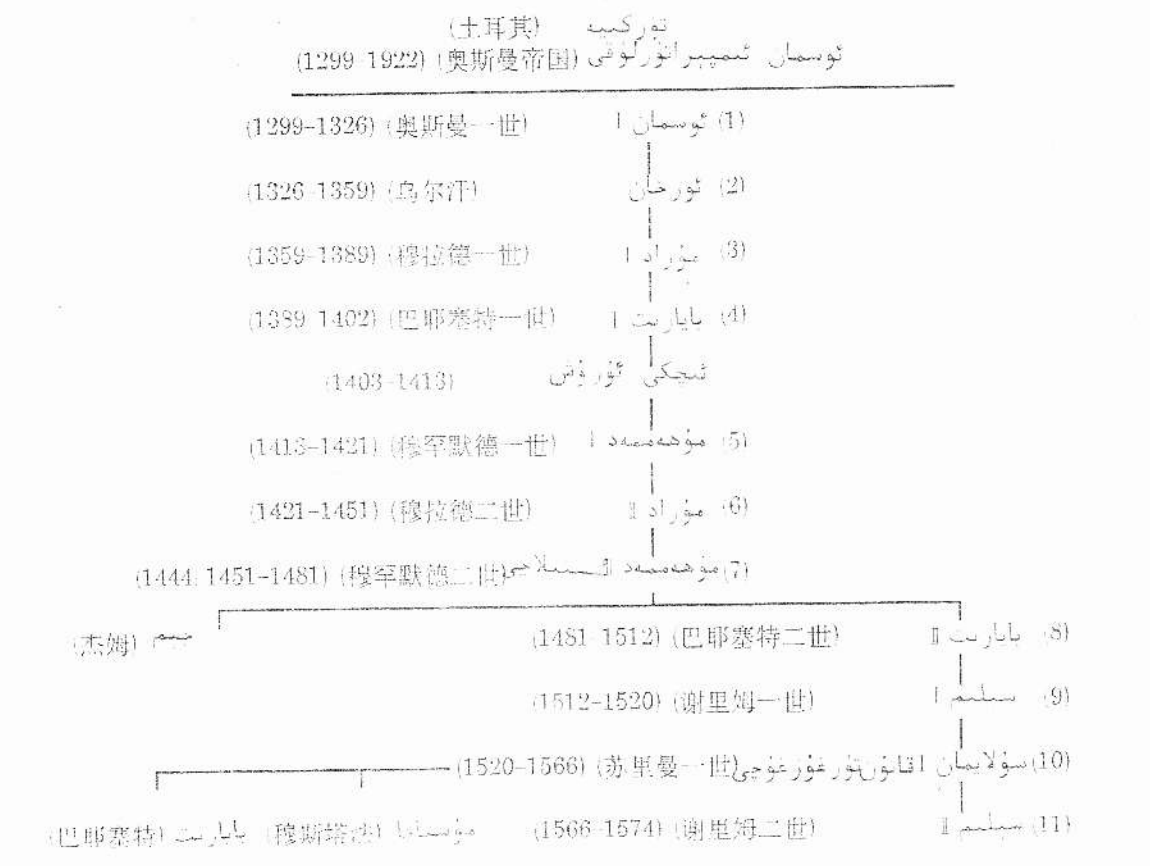 تۈركىيە (土耳其)
ئوسمان ئىمپىراتۇرلۇقى (奥斯曼帝国) (1299-1922)
(1) ئوسمان I (奥斯曼一世) (1299-1326)
(2) ئورخان (乌尔汗) (1326-1359)
(3) مۇراد I (穆拉德一世) (1359-1389)
(4) بايازىت I (巴耶塞特一世) (1389-1402)
ئىچكى ئۇرۇش (1403-1413)
(5) مۇھەممەد I (穆罕默德一世) (1413-1421)
(6) مۇراد II (穆拉德二世) (1421-1451)
(7) مۇھەممەد II (穆罕默德二世) (1444, 1451-1481)
(8) بايازىت II (巴耶塞特二世) (1481-1512) (杰姆)
(9) سىلىم I (谢里姆一世) (1512-1520)
(10) سۇلايمان I قانۇنتۇرغۇزغۇچى (苏里曼一世) (1520-1566)
(11) سىلىم II (谢里姆二世) (1566-1574) مۇستاپا (穆斯塔法) بايازىت (巴耶塞特)